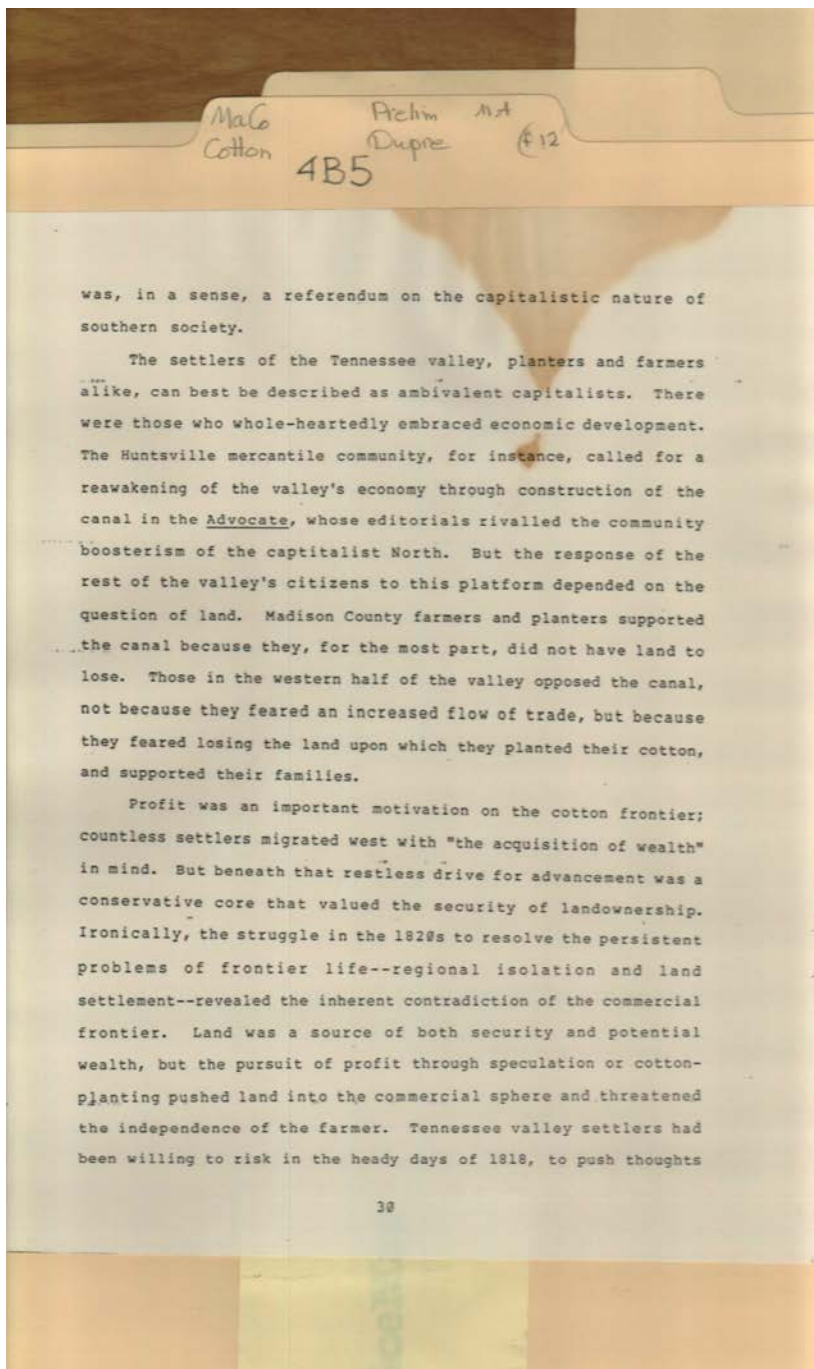 MaCo Prelim MA
Cotton Dupre
4B5
was, in a sense, a referendum on the capitalistic nature of
southern society.
The settlers of the Tennessee valley, planters and farmers
alike, can best be described as ambivalent capitalists. There
were those who whole-heartedly embraced economic development.
The Huntsville mercantile community, for instance, called for a
reawakening of the valley's economy through construction of the
canal in the Advocate, whose editorials rivalled the community
boosterism of the captitalist North. But the response of the
rest of the valley's citizens to this platform depended on the
question of land. Madison County farmers and planters supported
the canal because they, for the most part, did not have land to
lose. Those in the western half of the valley opposed the canal,
not because they feared an increased flow of trade, but because
they feared losing the land upon which they planted their cotton,
and supported their families.
Profit was an important motivation on the cotton frontier;
countless settlers migrated west with "the acquisition of wealth"
in mind. But beneath that restless drive for advancement was a
conservative core that valued the security of landownership.
Ironically, the struggle in the 1820s to resolve the persistent
problems of frontier life--regional isolation and land
settlement--revealed the inherent contradiction of the commercial
frontier. Land was a source of both security and potential
wealth, but the pursuit of profit through speculation or cotton-
planting pushed land into the commercial sphere and threatened
the independence of the farmer. Tennessee valley settlers had
been willing to risk in the heady days of 1818, to push thoughts
30